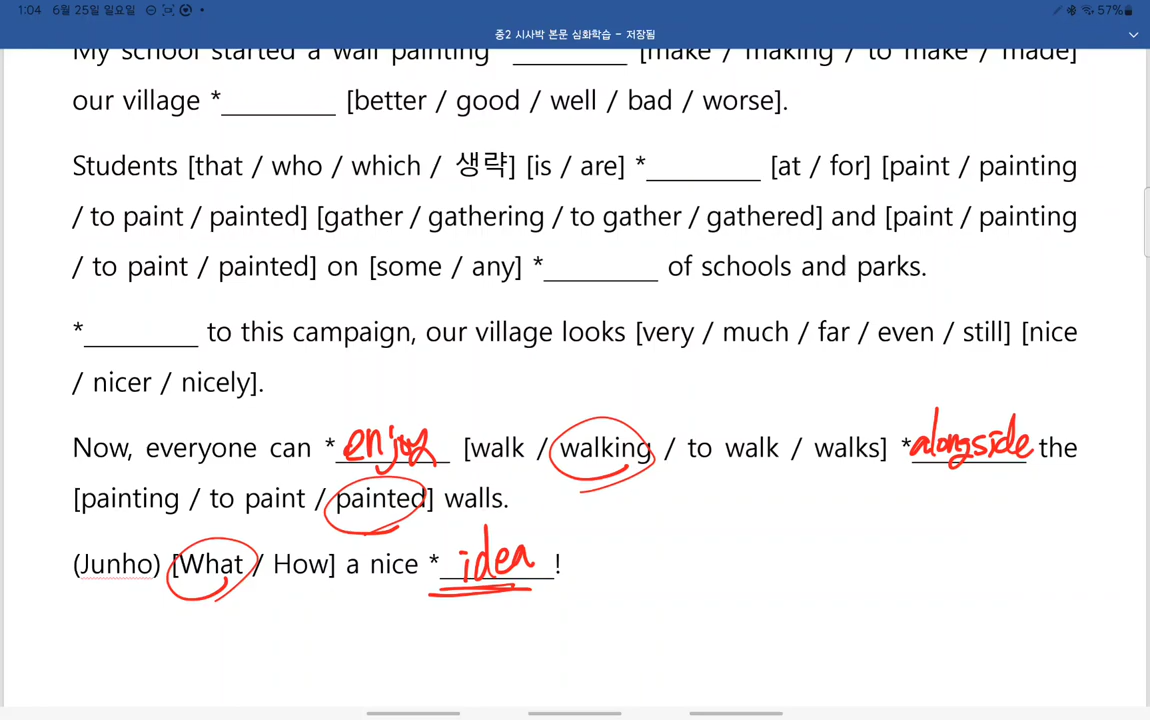 1:04 6월 25일 일요일 57%
중2 시사박 본문 심화학습 – 저장됨
My school started a wall painting *________ [make / making / to make / made]
our village *________ [better / good / well / bad / worse].
Students [that / who / which / 생략] [is / are] *________ [at / for] [paint / painting
/ to paint / painted] [gather / gathering / to gather / gathered] and [paint / painting
/ to paint / painted] on [some / any] *________ of schools and parks.
*________ to this campaign, our village looks [very / much / far / even / still] [nice
/ nicer / nicely].
Now, everyone can *enjoy [walk / walking / to walk / walks] *alongside the
[painting / to paint / painted] walls.
(Junho) [What / How] a nice *idea!